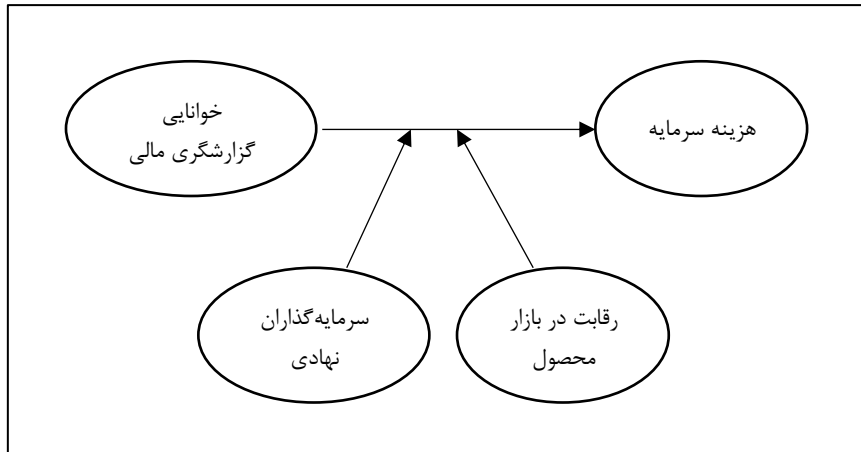 خوانایی
گزارشگری مالی
هزینه سرمایه
رقابت در بازار
محصول
سرمایه‌گذاران
نهادی